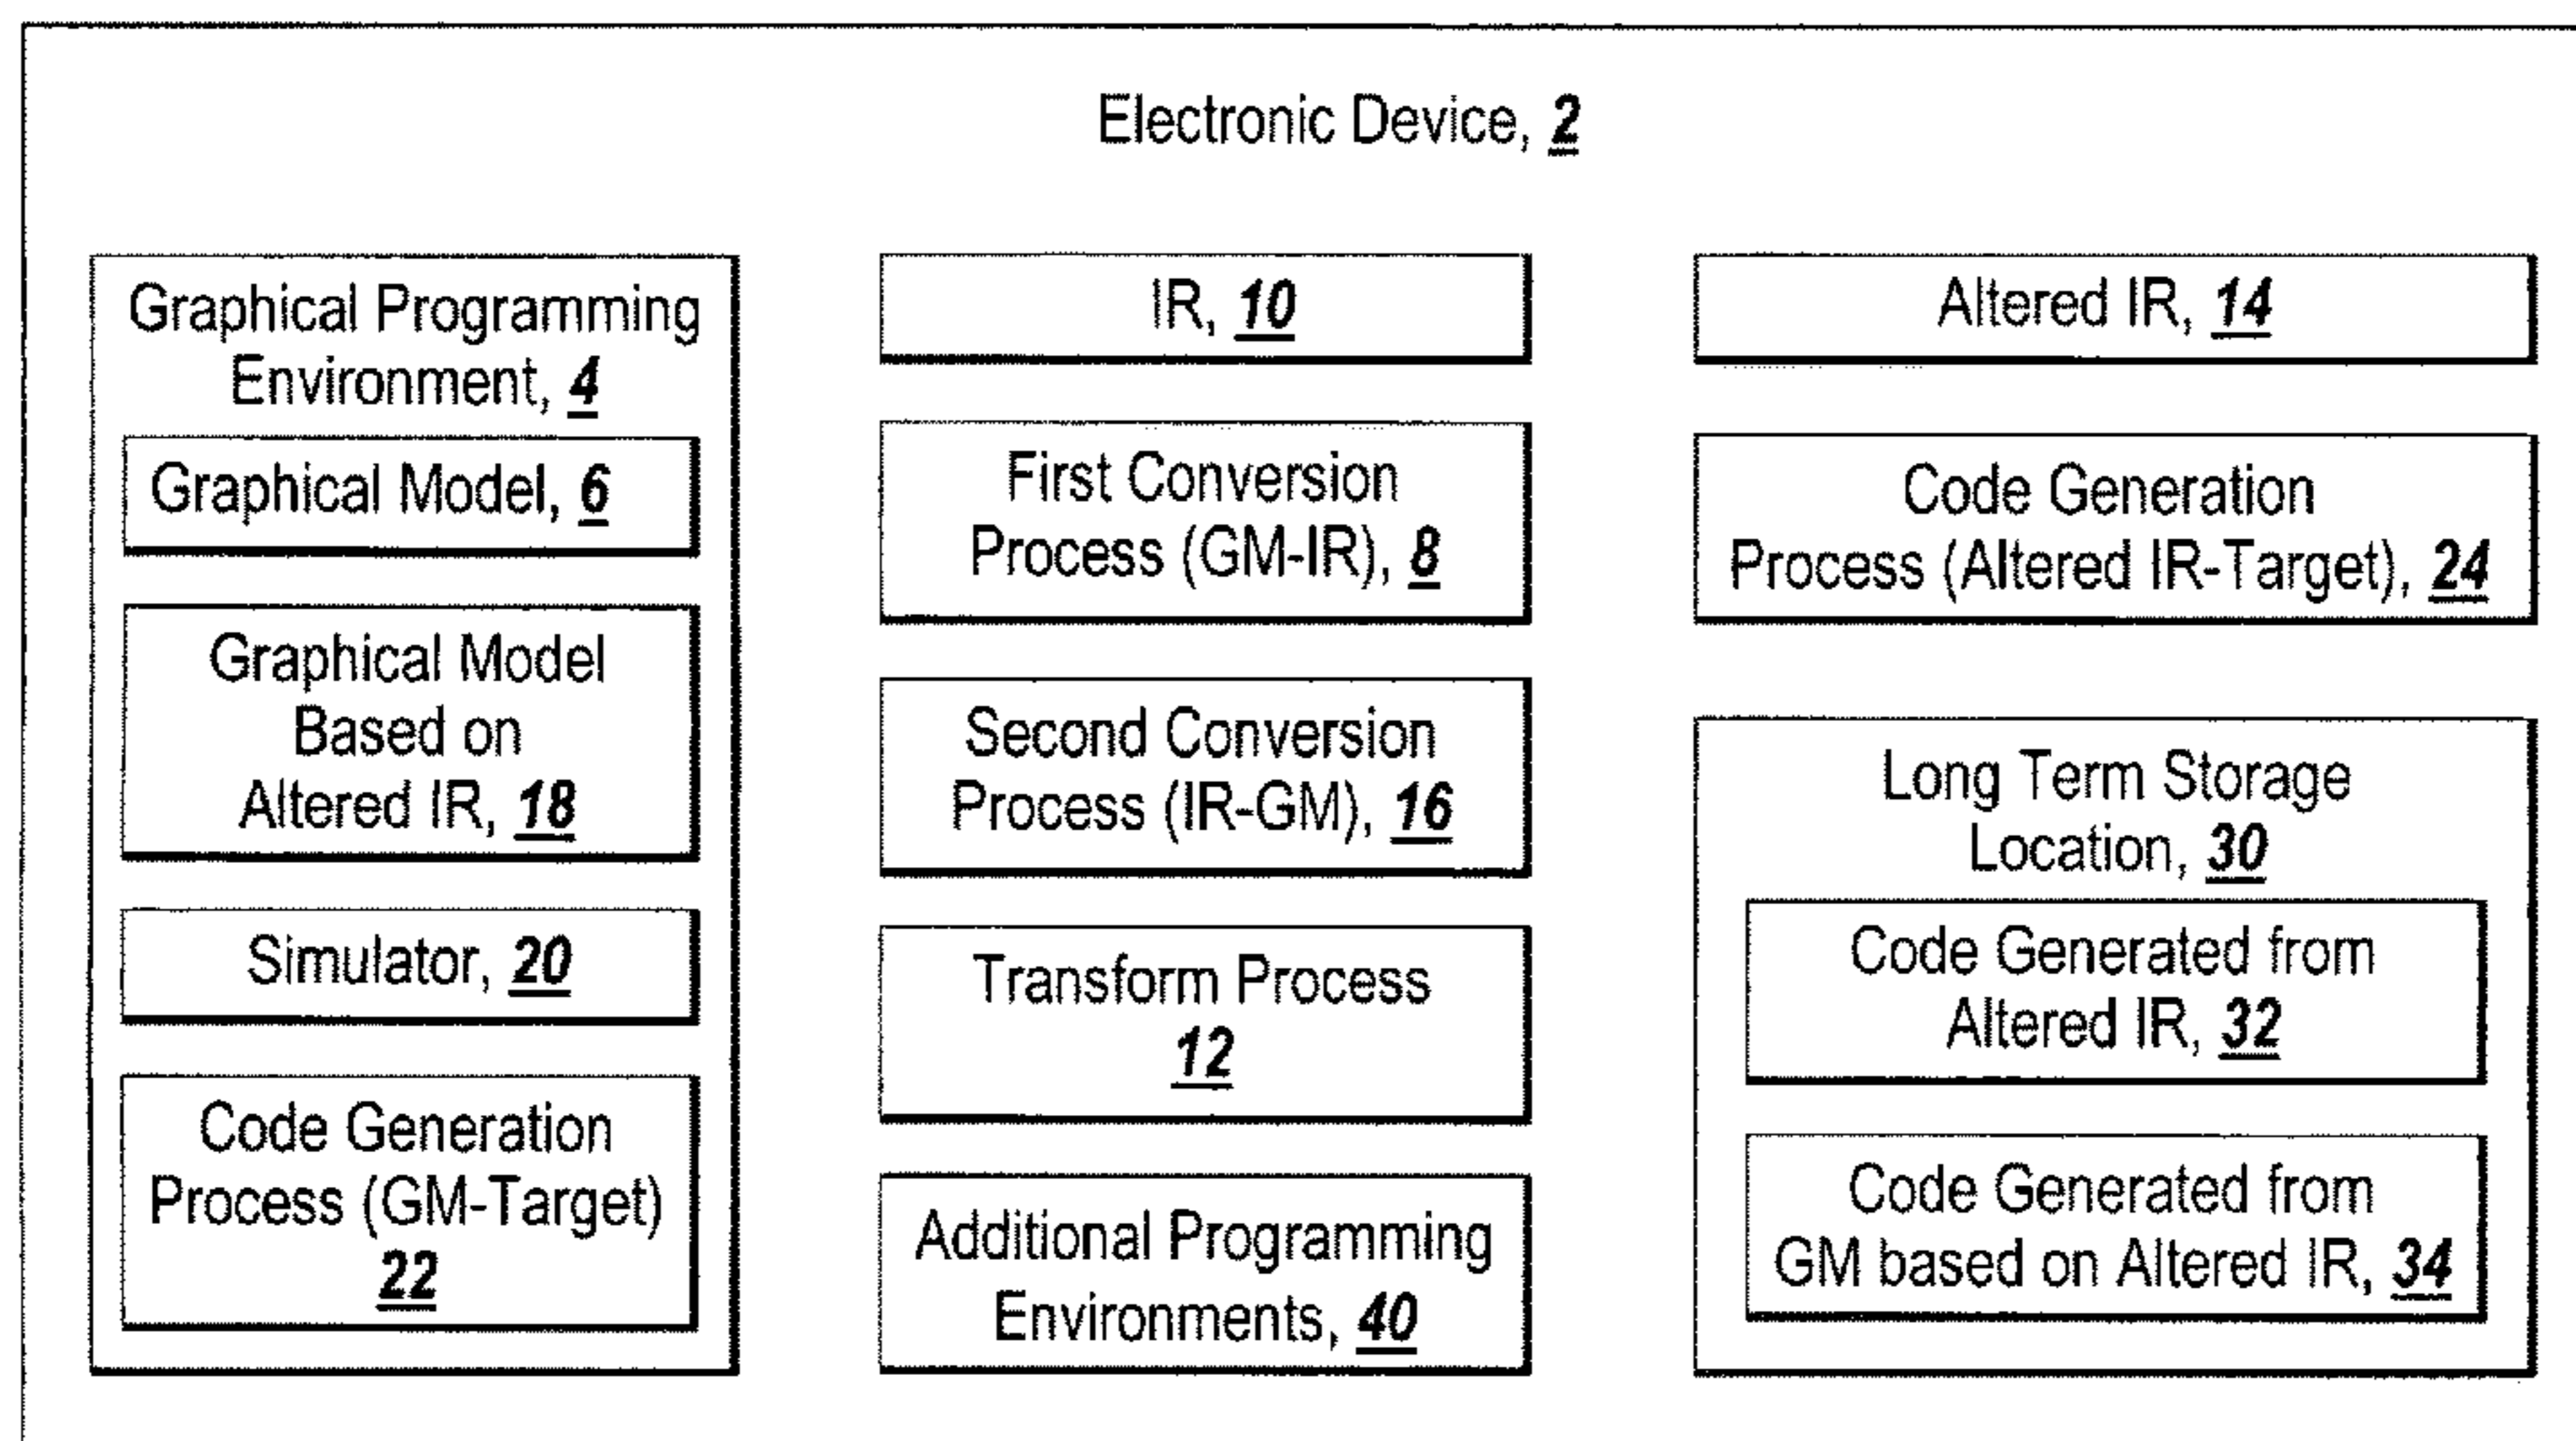 Electronic Device, 2
Graphical Programming
Environment, 4
Graphical Model, 6
Graphical Model
Based on
Altered IR, 18
Simulator, 20
Code Generation
Process (GM-Target)
22
IR, 10
First Conversion
Process (GM-IR), 8
Second Conversion
Process (IR-GM), 16
Transform Process
12
Additional Programming
Environments, 40
Altered IR, 14
Code Generation
Process (Altered IR-Target), 24
Long Term Storage
Location, 30
Code Generated from
Altered IR, 32
Code Generated from
GM based on Altered IR, 34